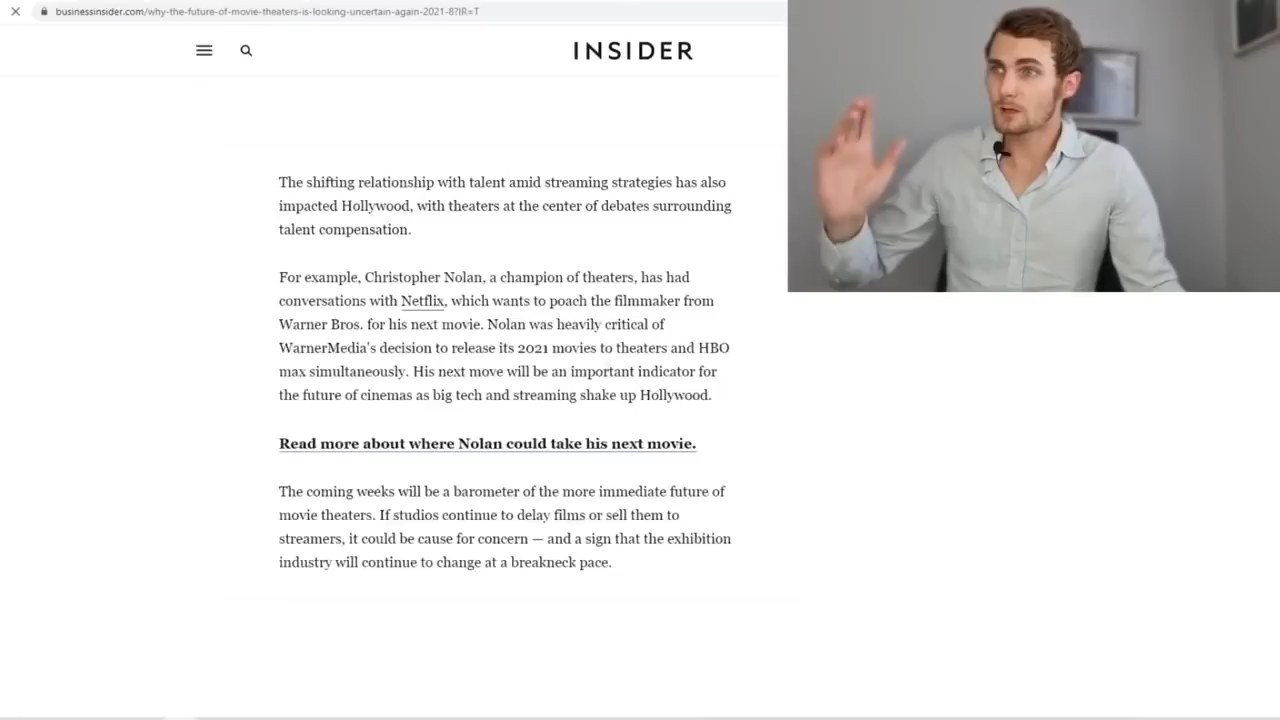 businessinsider.com/why-the-future-of-movie-theaters-is-looking-uncertain-again-2021-8?IR=T
INSIDER
The shifting relationship with talent amid streaming strategies has also
impacted Hollywood, with theaters at the center of debates surrounding
talent compensation.
For example, Christopher Nolan, a champion of theaters, has had
conversations with Netflix, which wants to poach the filmmaker from
Warner Bros. for his next movie. Nolan was heavily critical of
WarnerMedia's decision to release its 2021 movies to theaters and HBO
max simultaneously. His next move will be an important indicator for
the future of cinemas as big tech and streaming shake up Hollywood.
Read more about where Nolan could take his next movie.
The coming weeks will be a barometer of the more immediate future of
movie theaters. If studios continue to delay films or sell them to
streamers, it could be cause for concern — and a sign that the exhibition
industry will continue to change at a breakneck pace.